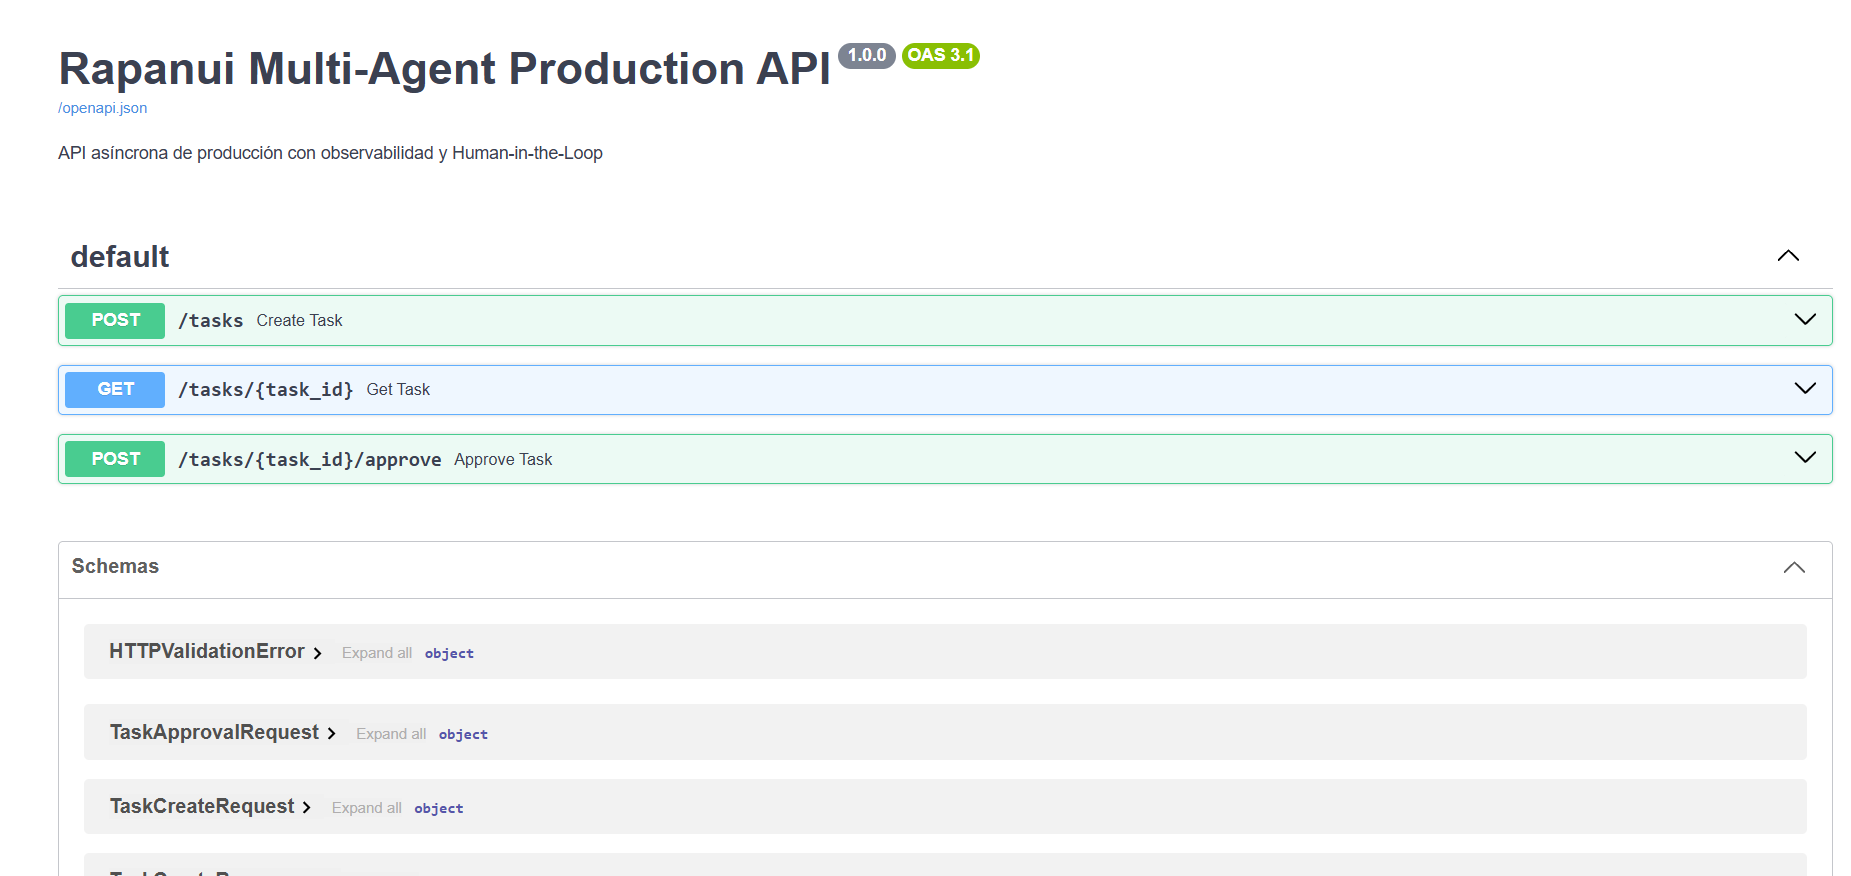 Rapanui Multi-Agent Production API 1.0.0 OAS 3.1
/openapi.json
API asíncrona de producción con observabilidad y Human-in-the-Loop
default
POST /tasks Create Task
GET /tasks/{task_id} Get Task
POST /tasks/{task_id}/approve Approve Task
Schemas
HTTPValidationError Expand all object
TaskApprovalRequest Expand all object
TaskCreateRequest Expand all object